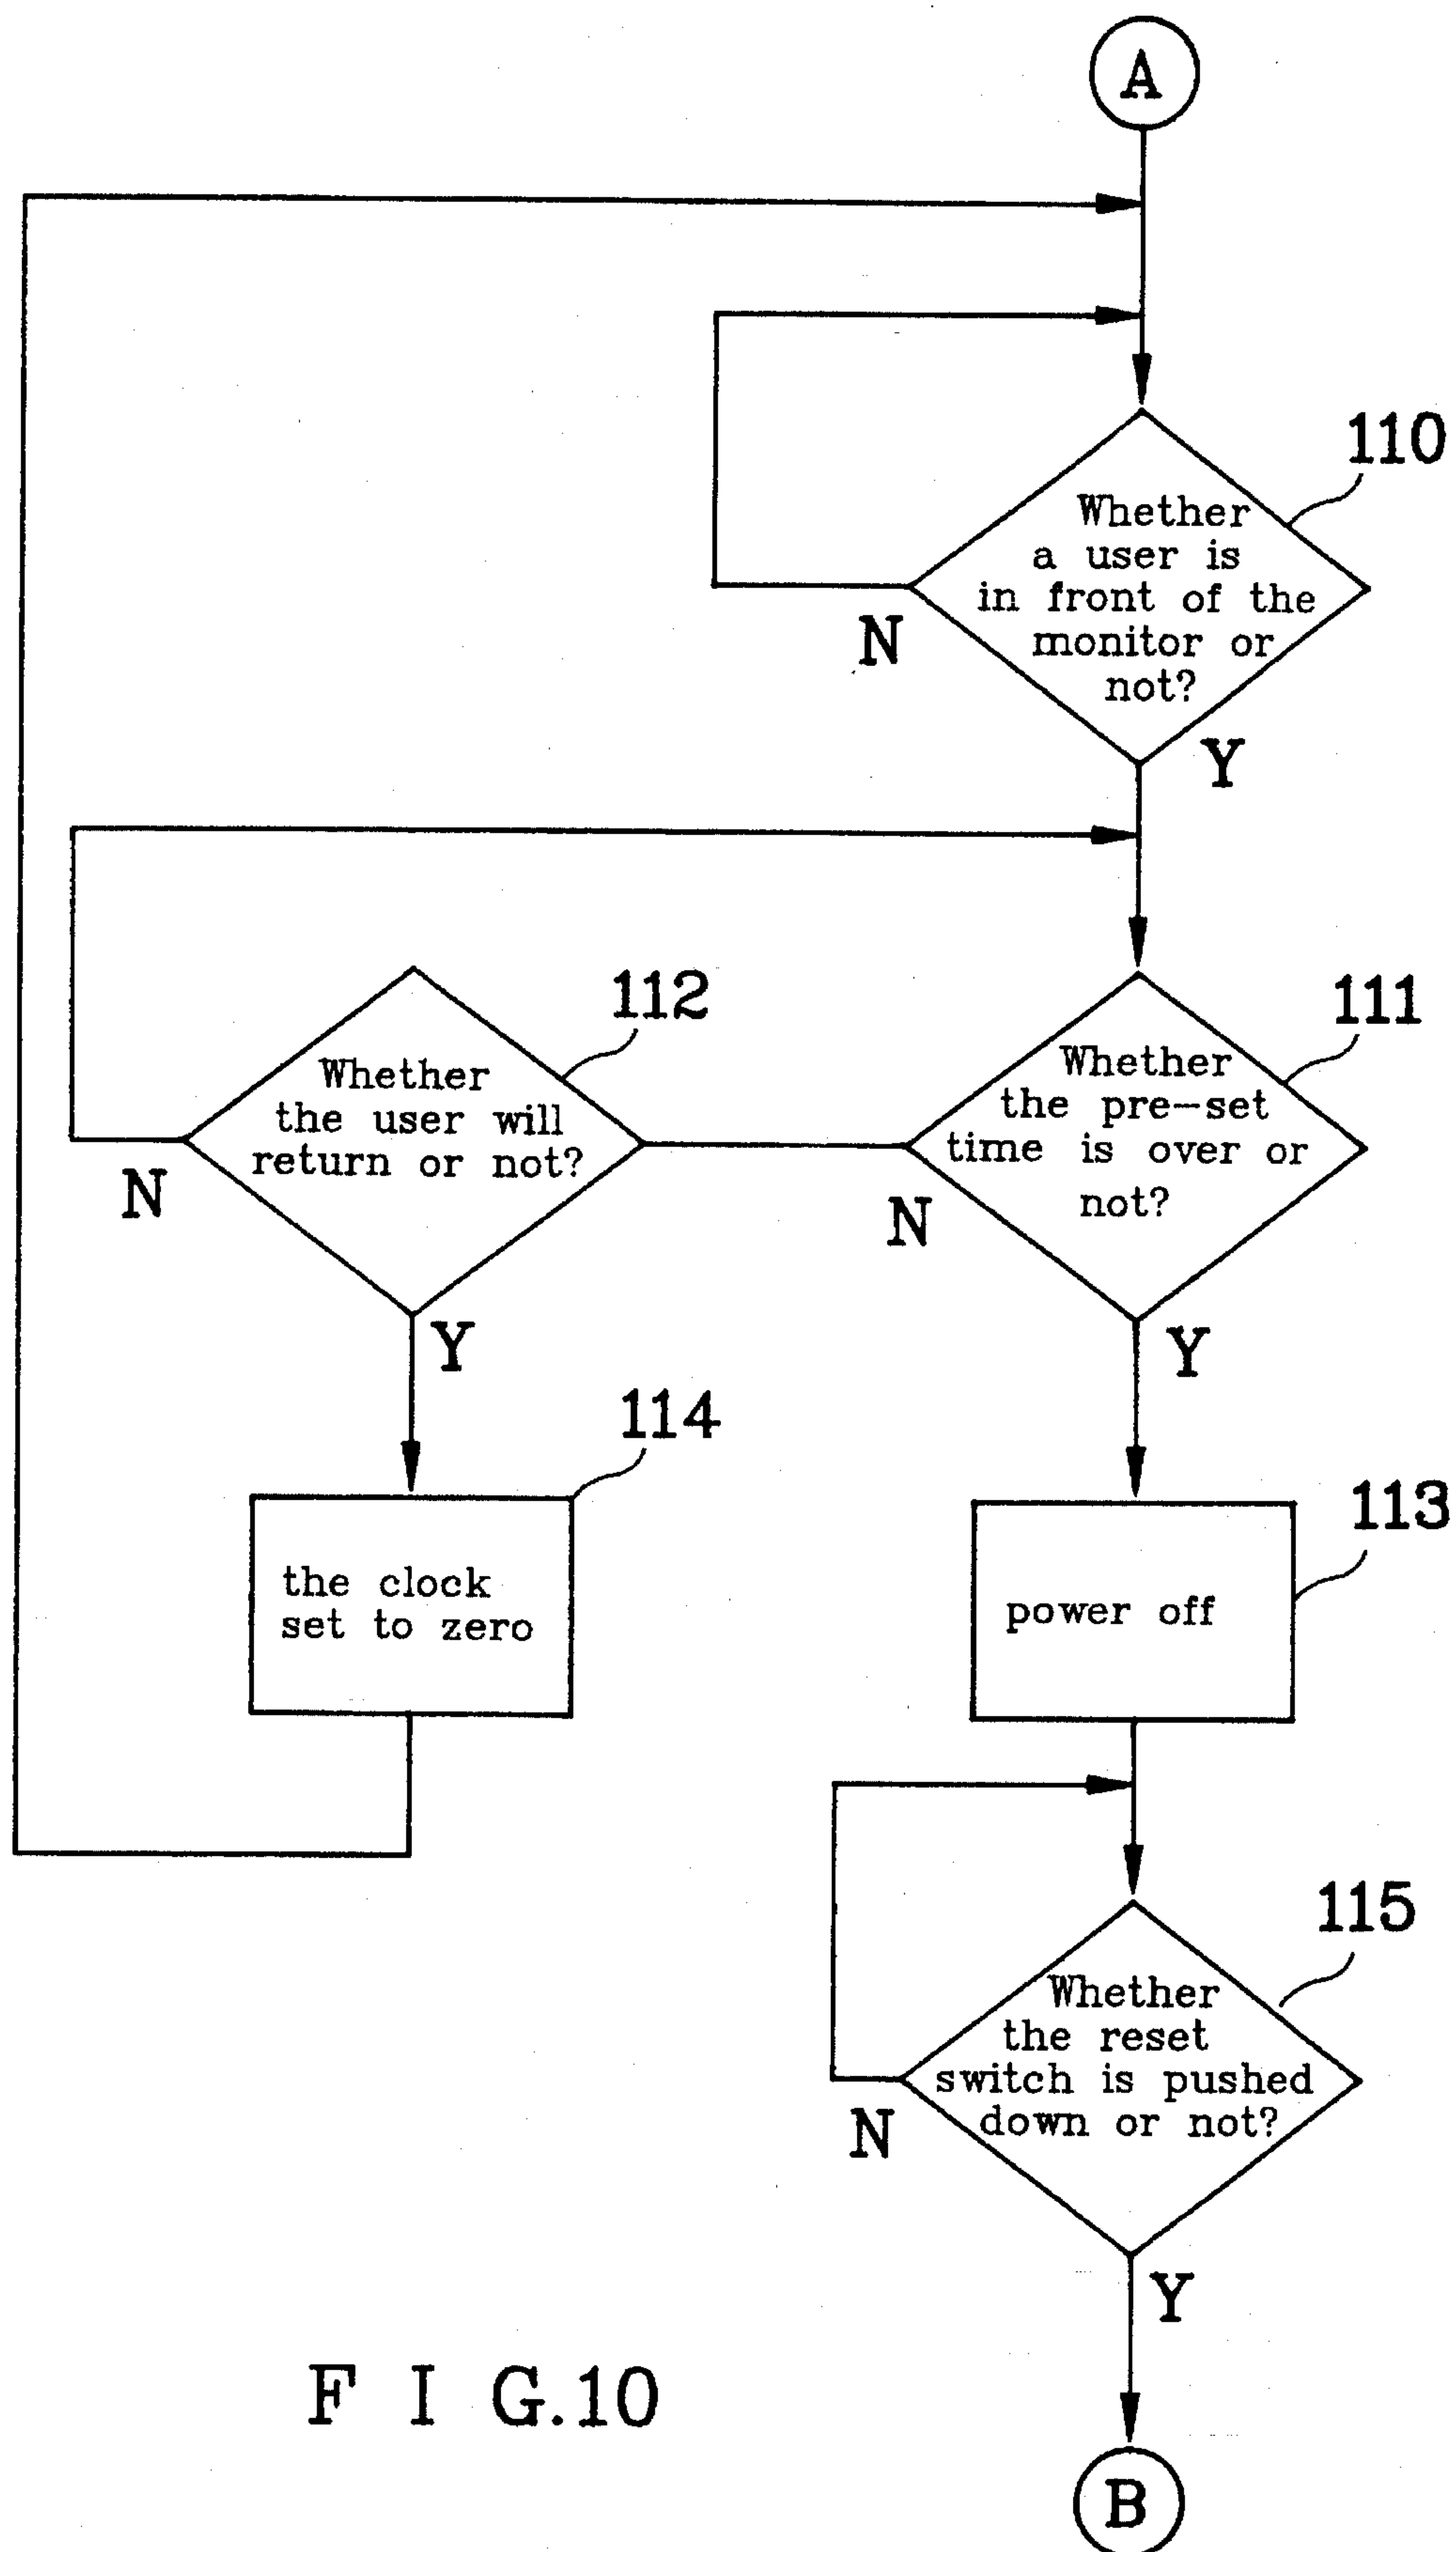 A
110
Whether
a user is
in front of the
monitor or
not?
N
Y
112
Whether
the user will
return or not?
N
Y
111
Whether
the pre-set
time is over or
not?
N
Y
114
the clock
set to zero
113
power off
115
Whether
the reset
switch is pushed
down or not?
N
Y
F I G.10
B